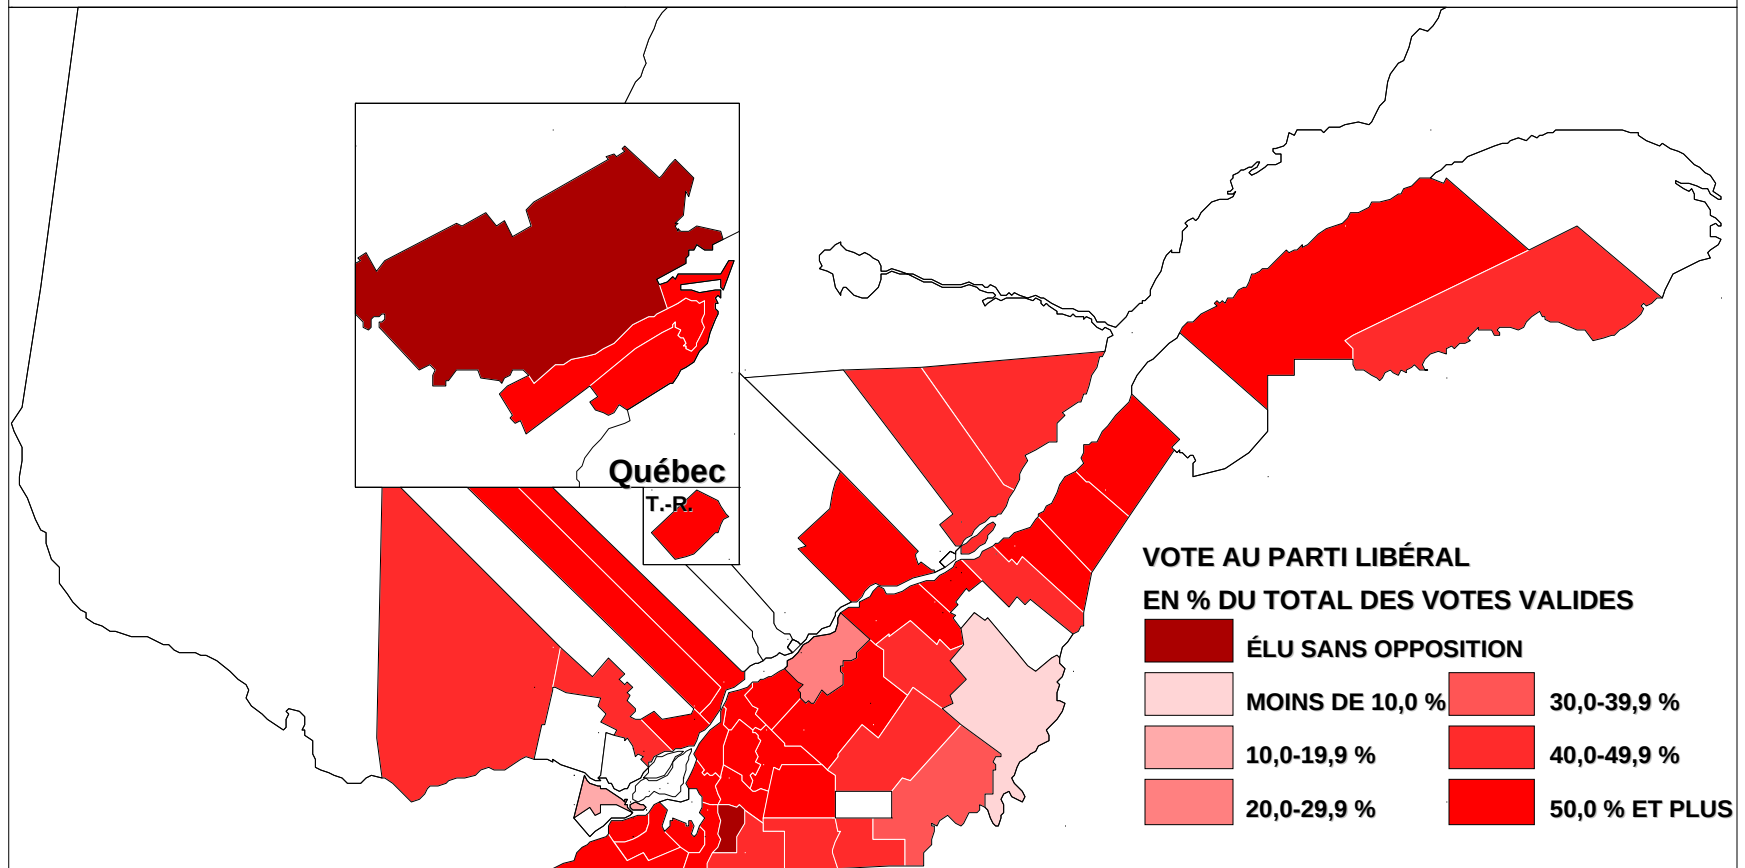 Québec
T.-R.
VOTE AU PARTI LIBÉRAL
EN % DU TOTAL DES VOTES VALIDES
ÉLU SANS OPPOSITION
MOINS DE 10,0 %
30,0-39,9 %
10,0-19,9 %
40,0-49,9 %
20,0-29,9 %
50,0 % ET PLUS